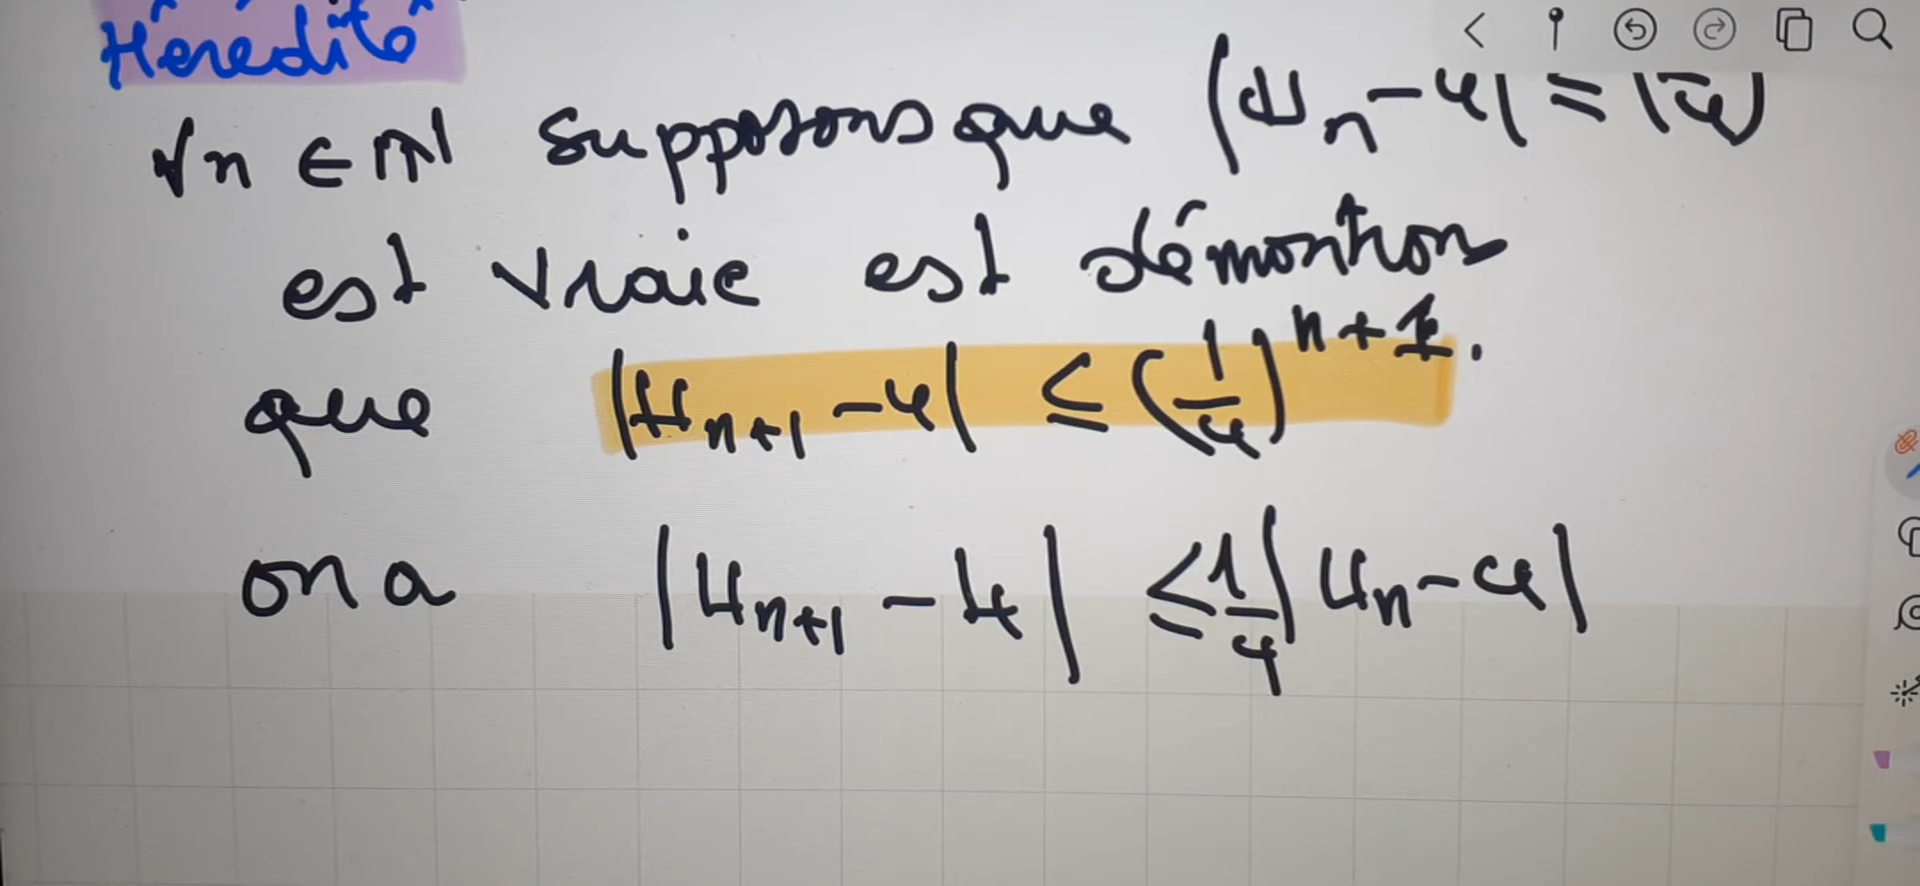 Hérédité
∀n ∈ ℕ supposons que |Un - 4| ≤ (1/4)
est vraie est démontrons
que |Un+1 - 4| ≤ (1/4)^n+1.
on a |Un+1 - 4| ≤ 1/4 |Un - 4|